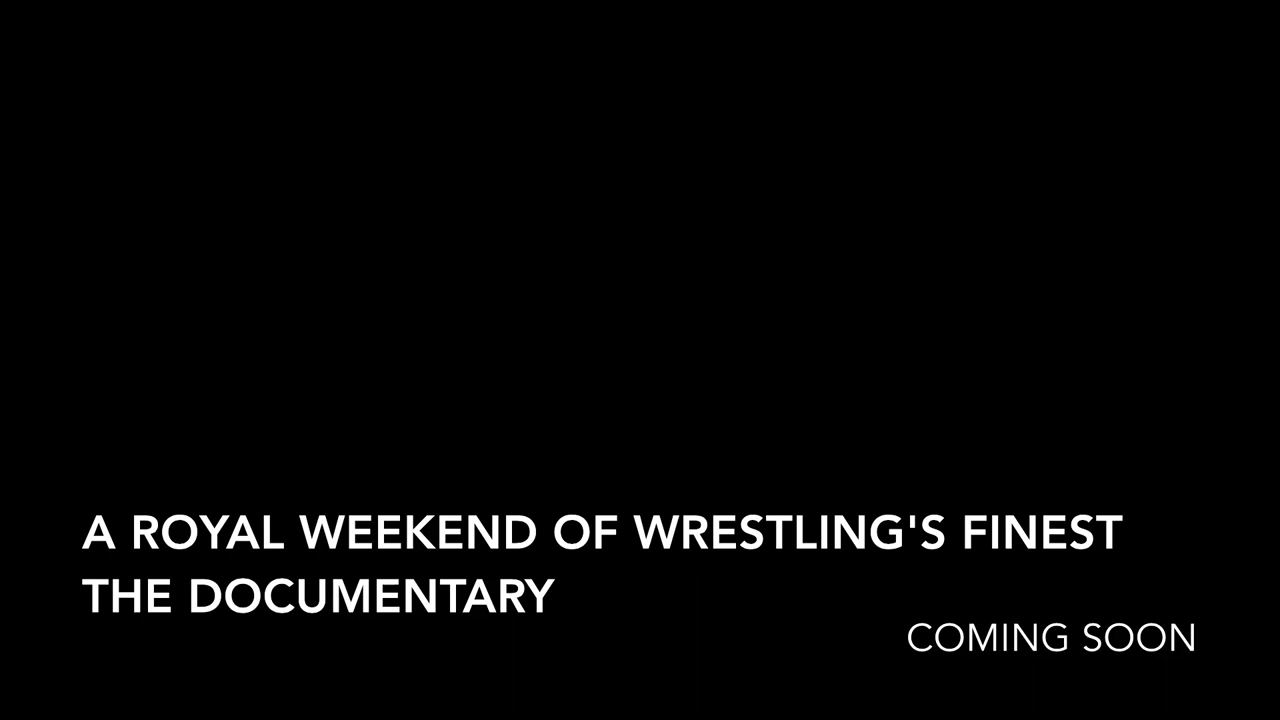 A ROYAL WEEKEND OF WRESTLING'S FINEST
THE DOCUMENTARY
COMING SOON